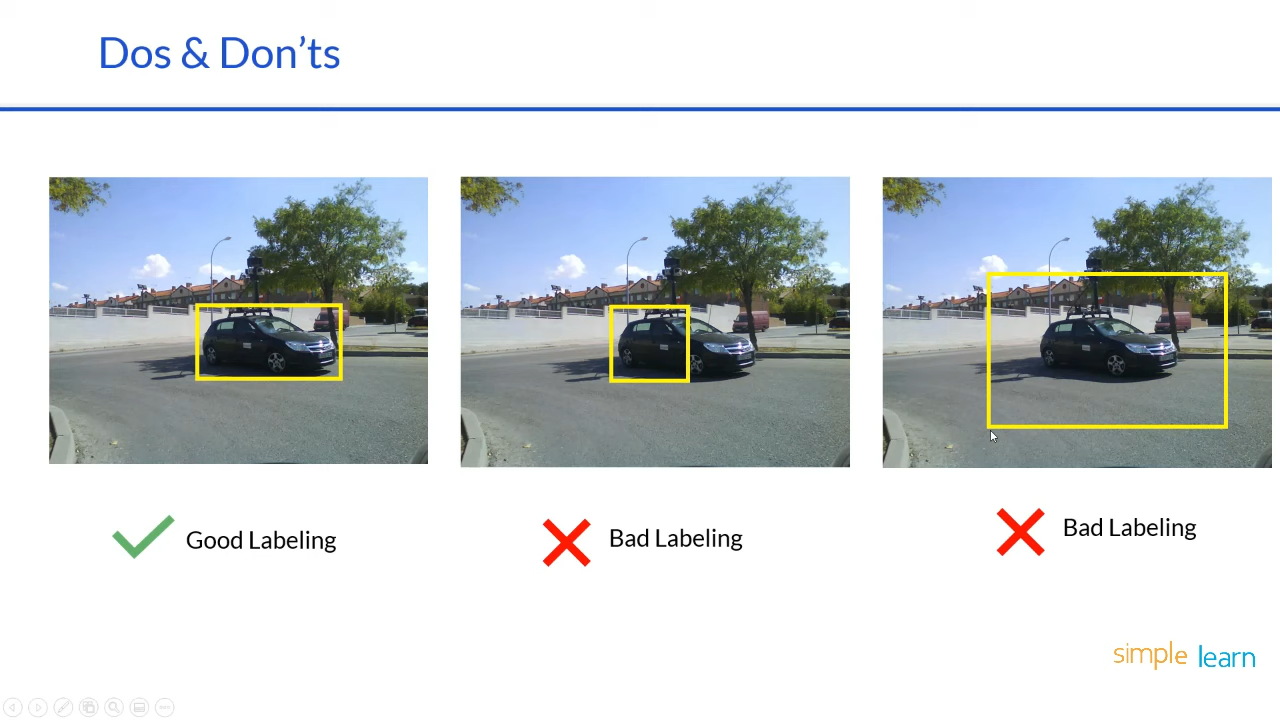 Dos & Don’ts
Good Labeling
Bad Labeling
Bad Labeling
simple learn